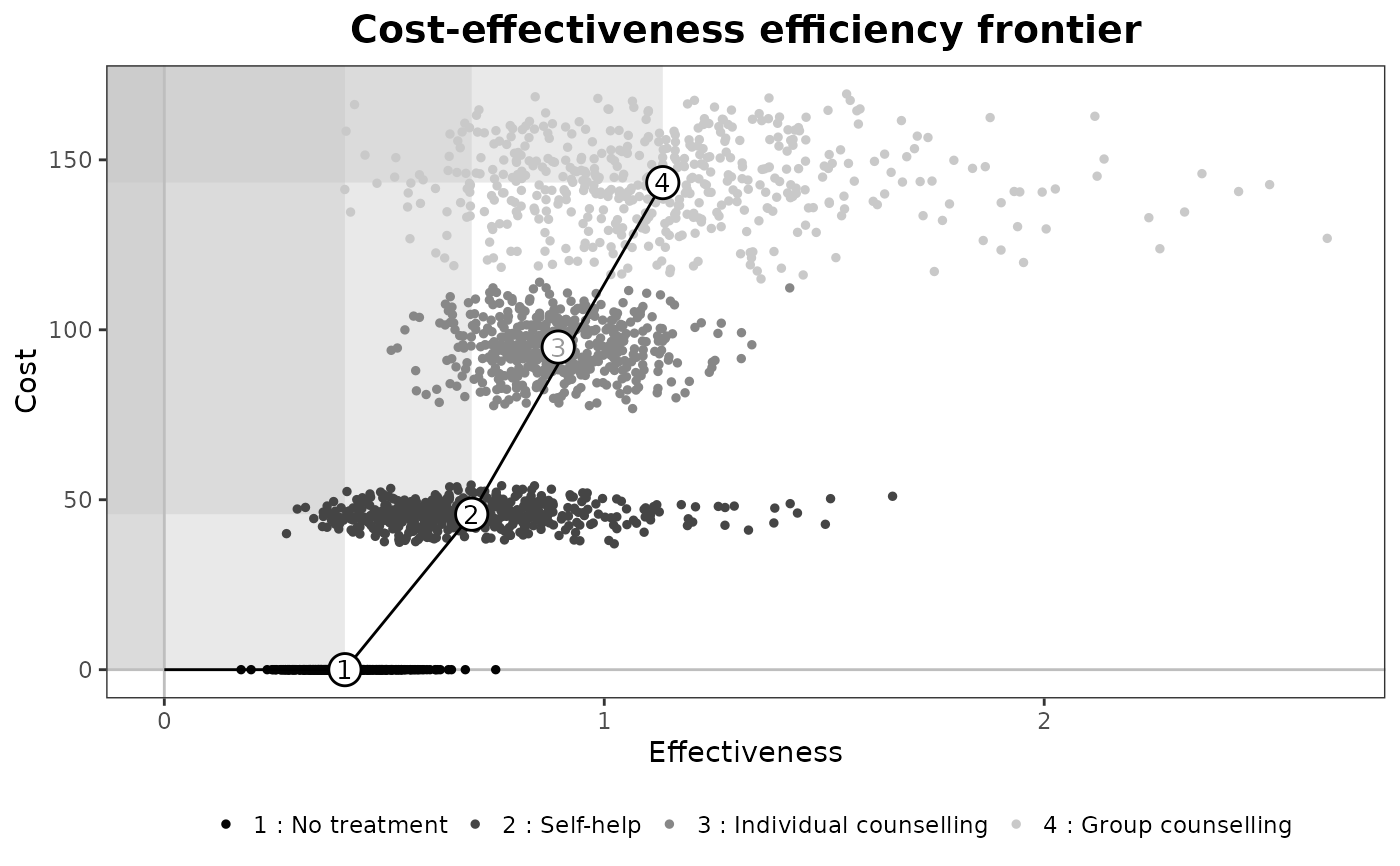 Cost-effectiveness efficiency frontier
150
100
50
0
Cost
4
3
2
1
0 1 2
Effectiveness
1 : No treatment 2 : Self-help 3 : Individual counselling 4 : Group counselling